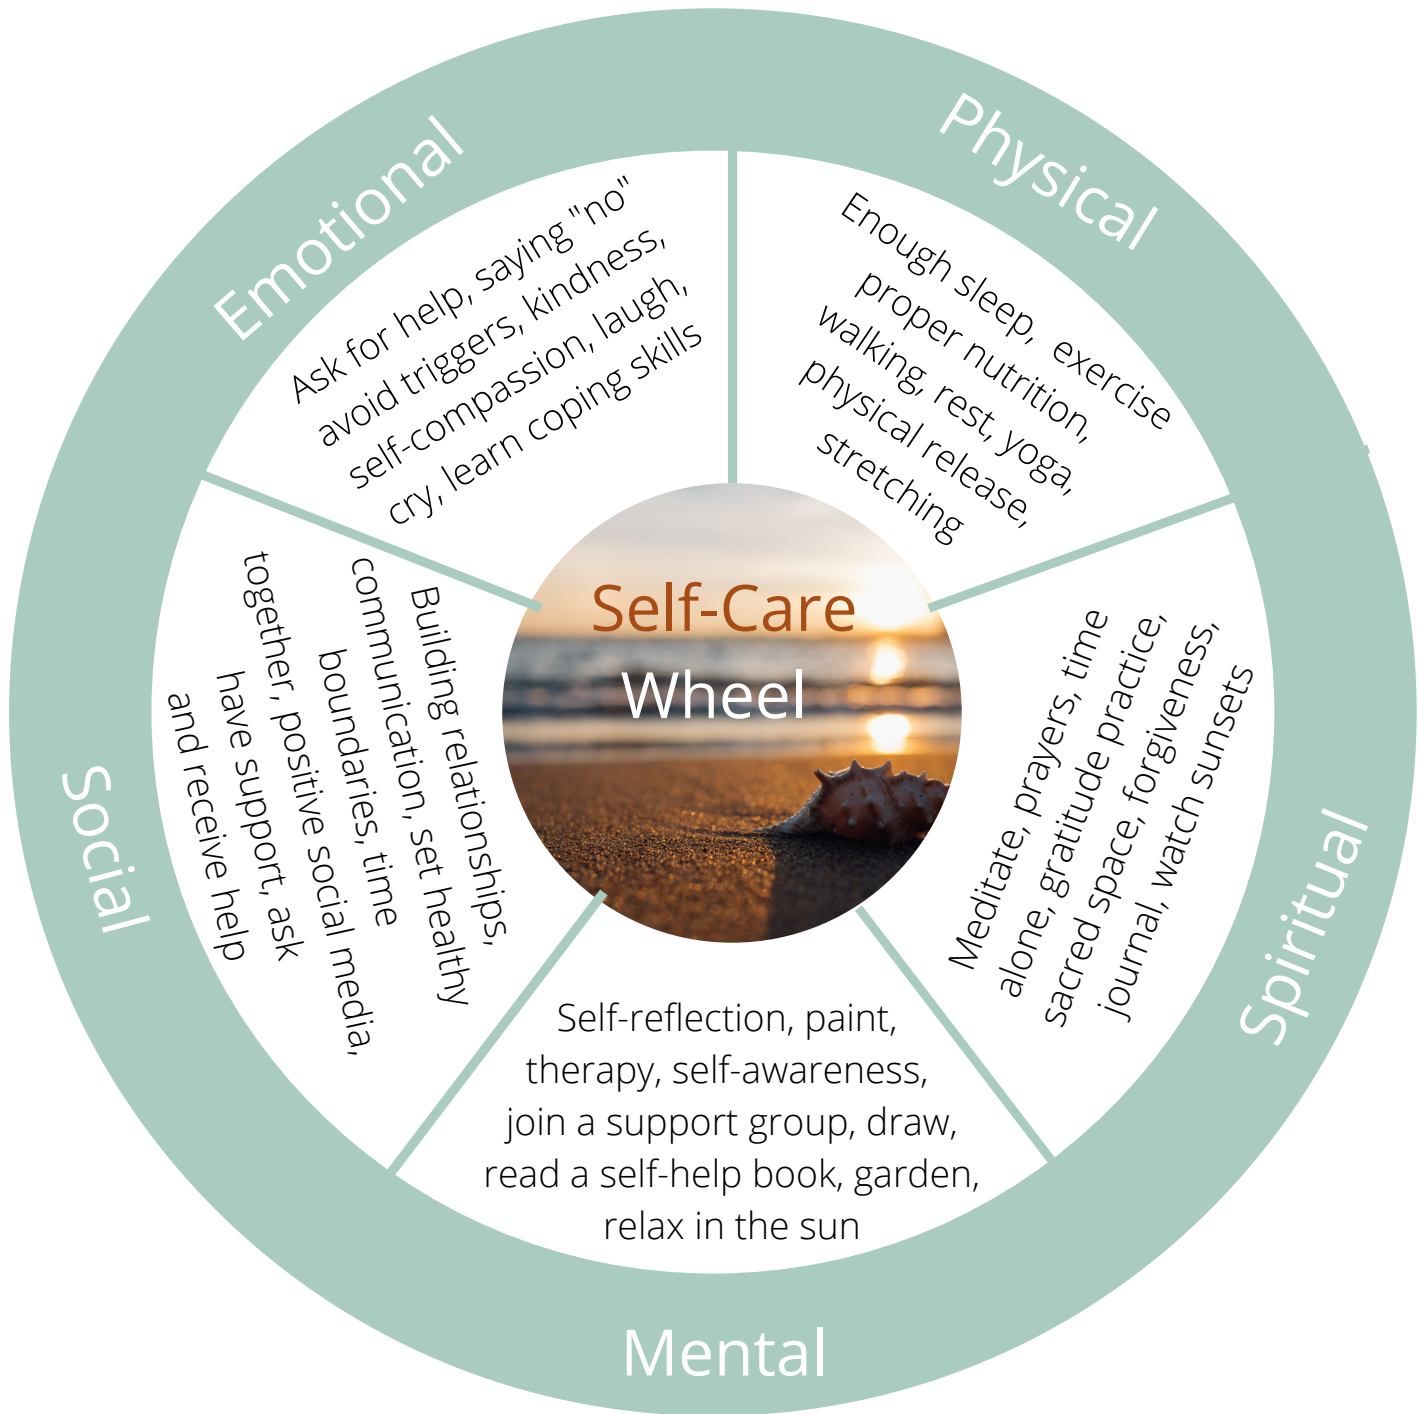 Self-Care
Wheel
Emotional
Ask for help, saying "no"
avoid triggers, kindness,
self-compassion, laugh,
cry, learn coping skills
Physical
Enough sleep, exercise
proper nutrition,
walking, rest, yoga,
physical release,
stretching
Spiritual
Meditate, prayers, time
alone, gratitude practice,
sacred space, forgiveness,
journal, watch sunsets
Mental
Self-reflection, paint,
therapy, self-awareness,
join a support group, draw,
read a self-help book, garden,
relax in the sun
Social
Building relationships,
communication, set healthy
boundaries, time
together, positive social media,
have support, ask
and receive help